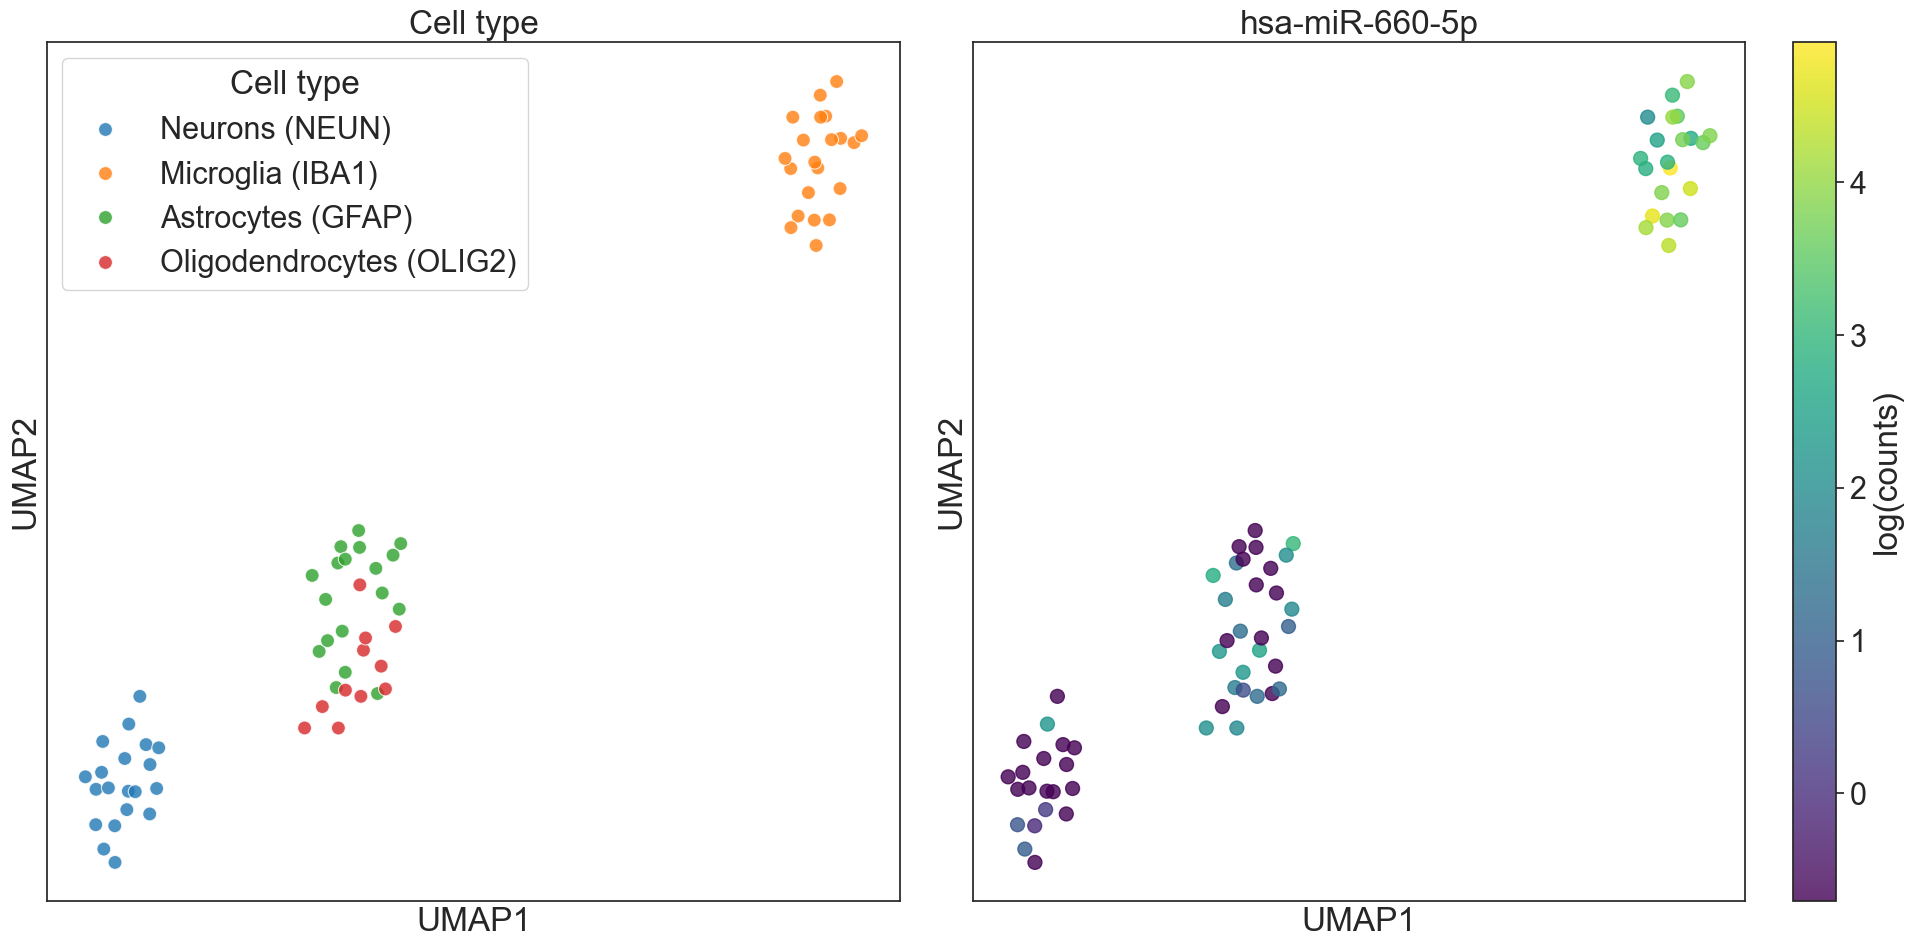 Cell type
Cell type
Neurons (NEUN)
Microglia (IBA1)
Astrocytes (GFAP)
Oligodendrocytes (OLIG2)
UMAP2
UMAP1
hsa-miR-660-5p
UMAP2
UMAP1
4
3
2
1
0
log(counts)